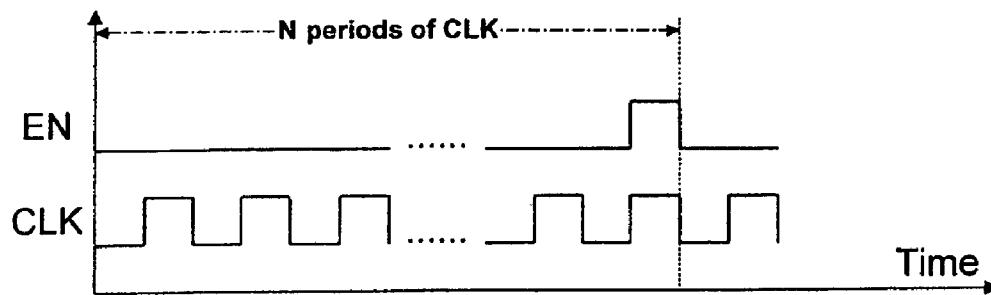 N periods of CLK
EN
......
CLK
......
Time